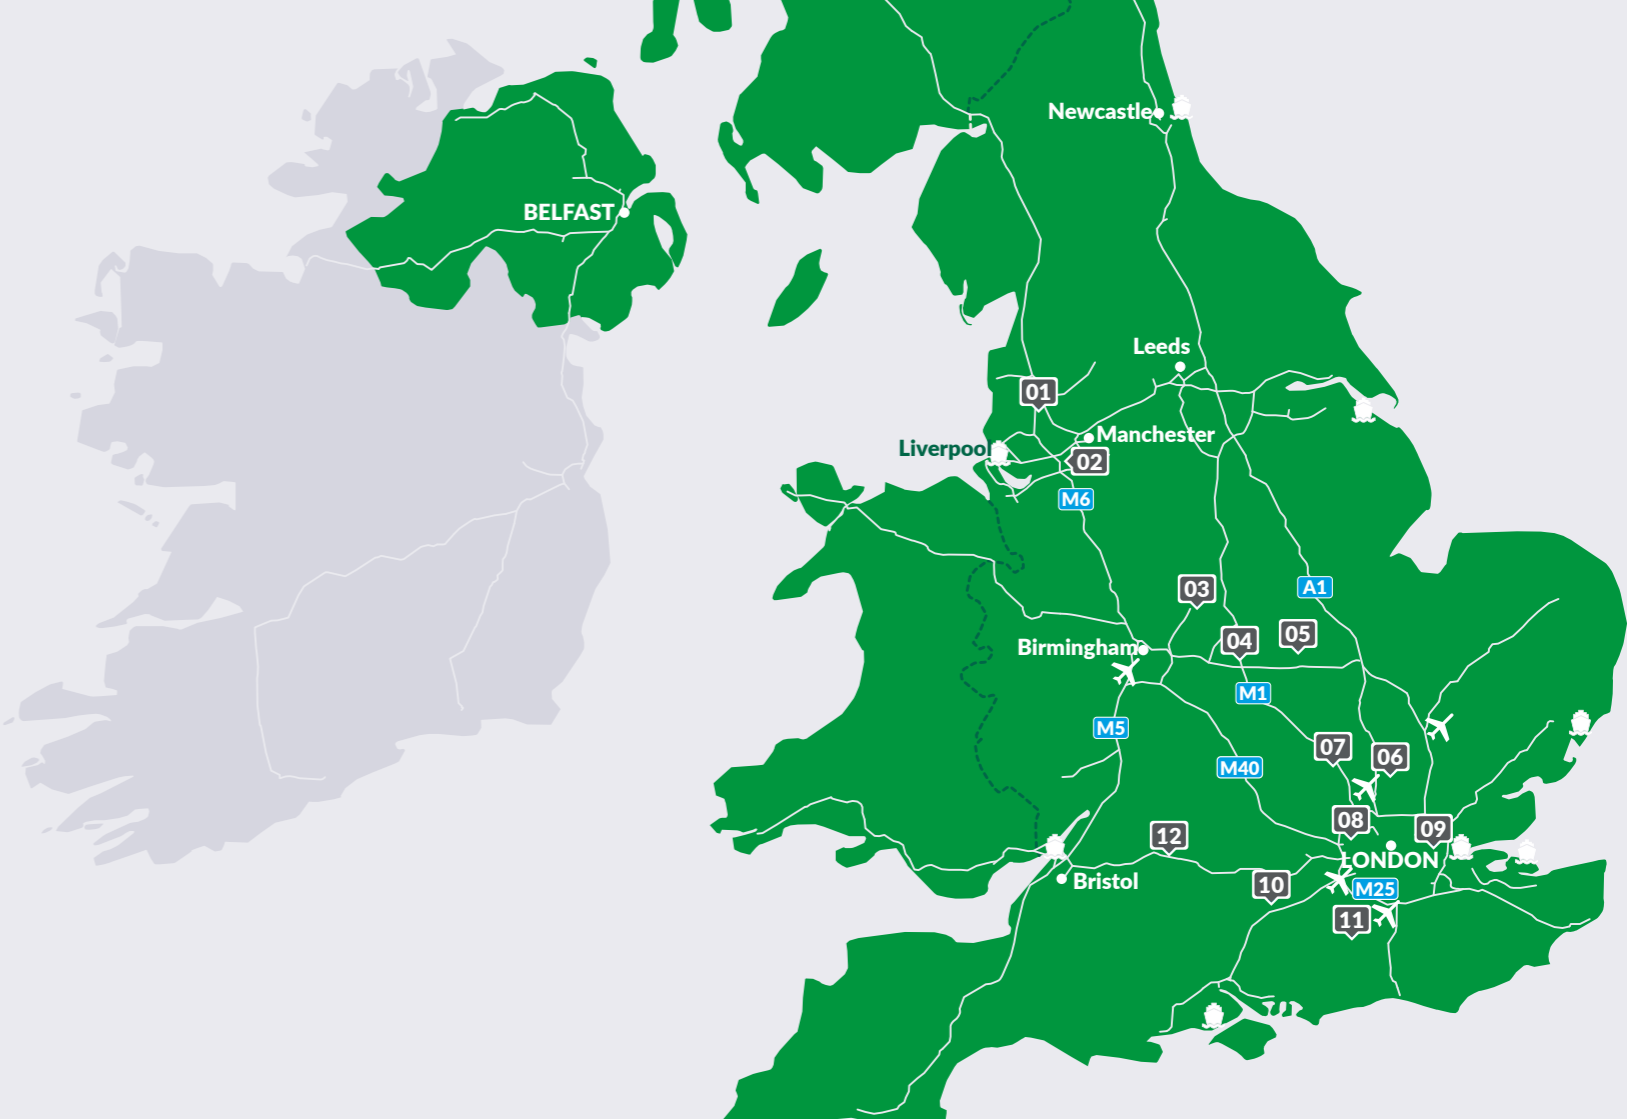 Newcastle
BELFAST
Leeds
01
Manchester
Liverpool
02
M6
03
A1
04
05
Birmingham
M1
M5
07
06
M40
08
09
12
LONDON
Bristol
10
M25
11